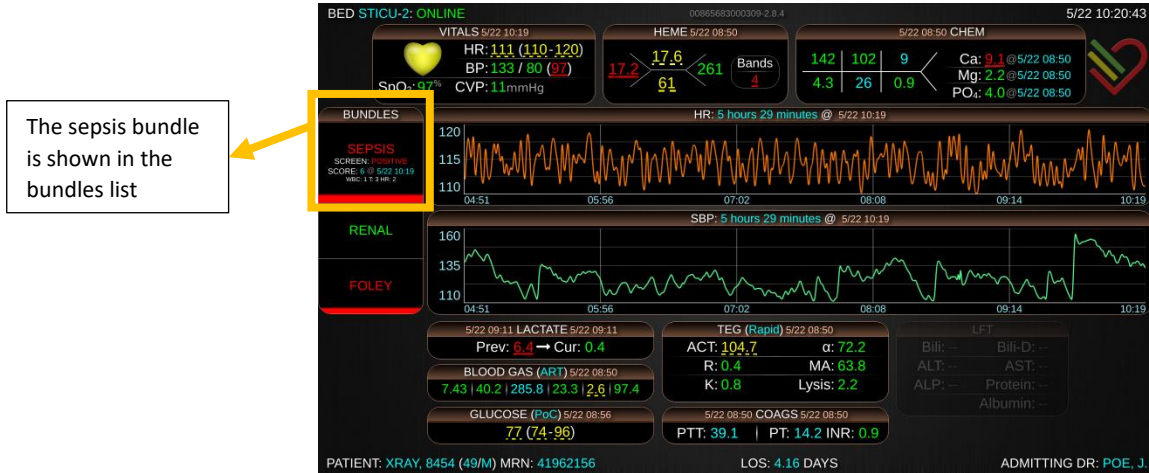 BED STICU-2: ONLINE
00865683000309-2.8.4
5/22 10:20:43
VITALS 5/22 10:19
HR: 111 (110-120)
BP: 133 / 80 (97)
SpO₂: 97% CVP: 11mmHg
HEME 5/22 08:50
17.2
17.6
61
261
Bands
4
5/22 08:50 CHEM
142 102 9
4.3 26 0.9
Ca: 9.1@5/22 08:50
Mg: 2.2@5/22 08:50
PO₄: 4.0@5/22 08:50
The sepsis bundle
is shown in the
bundles list
BUNDLES
SEPSIS
SCREEN: POSITIVE
SCORE: 6 @ 5/22 10:19
WBC: 1 T: 3 HR: 2
RENAL
FOLEY
HR: 5 hours 29 minutes @ 5/22 10:19
120
115
110
04:51 05:56 07:02 08:08 09:14 10:19
SBP: 5 hours 29 minutes @ 5/22 10:19
160
135
110
04:51 05:56 07:02 08:08 09:14 10:19
5/22 09:11 LACTATE 5/22 09:11
Prev: 6.4 → Cur: 0.4
BLOOD GAS (ART) 5/22 08:50
7.43 | 40.2 | 285.8 | 23.3 | 2.6 | 97.4
GLUCOSE (PoC) 5/22 08:56
77 (74-96)
TEG (Rapid) 5/22 08:50
ACT: 104.7 α: 72.2
R: 0.4 MA: 63.8
K: 0.8 Lysis: 2.2
5/22 08:50 COAGS 5/22 08:50
PTT: 39.1 | PT: 14.2 INR: 0.9
LFT
Bili: -- Bili-D: --
ALT: -- AST: --
ALP: -- Protein: --
Albumin: --
PATIENT: XRAY, 8454 (49/M) MRN: 41962156
LOS: 4.16 DAYS
ADMITTING DR: POE, J.